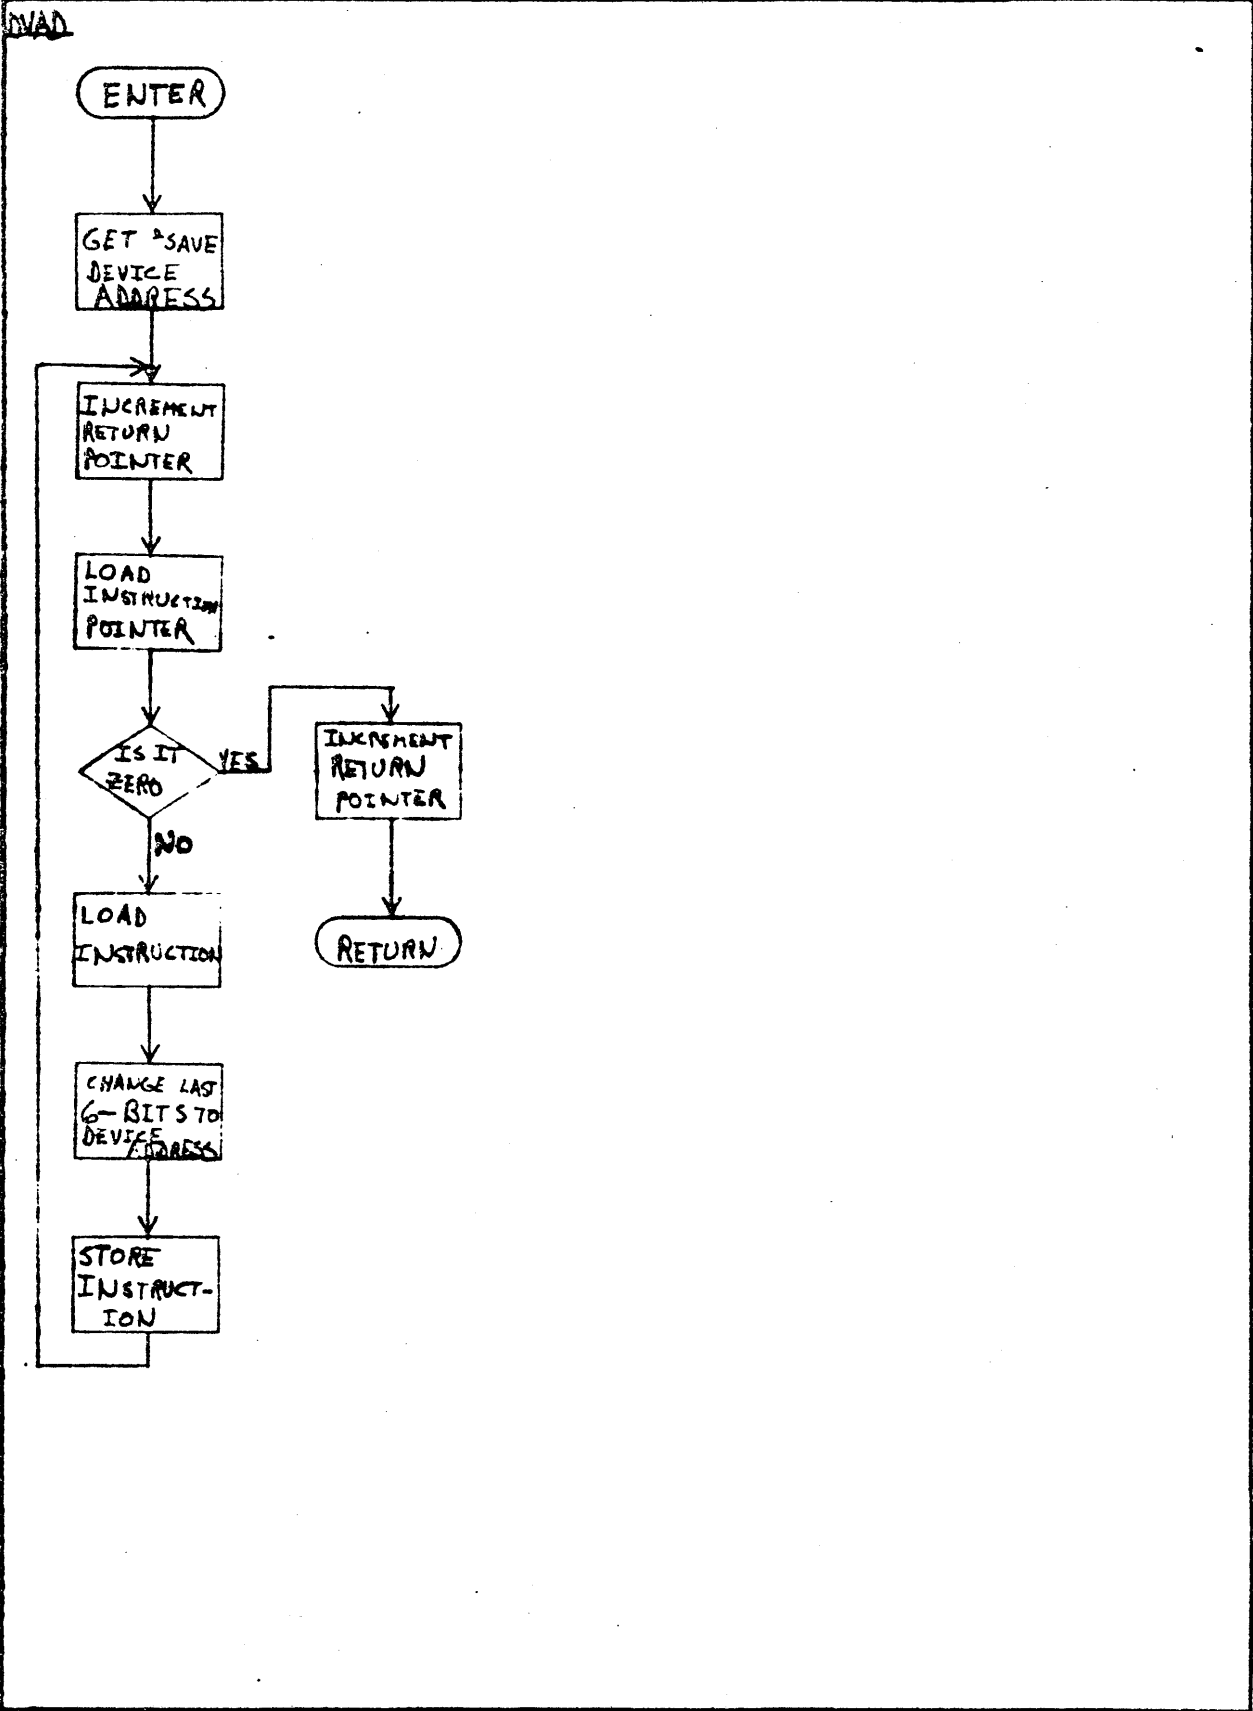 DVAD
ENTER
GET & SAVE
DEVICE
ADDRESS
INCREMENT
RETURN
POINTER
LOAD
INSTRUCTION
POINTER
IS IT
ZERO
YES
NO
INCREMENT
RETURN
POINTER
RETURN
LOAD
INSTRUCTION
CHANGE LAST
6-BITS TO
DEVICE
ADDRESS
STORE
INSTRUCT-
ION